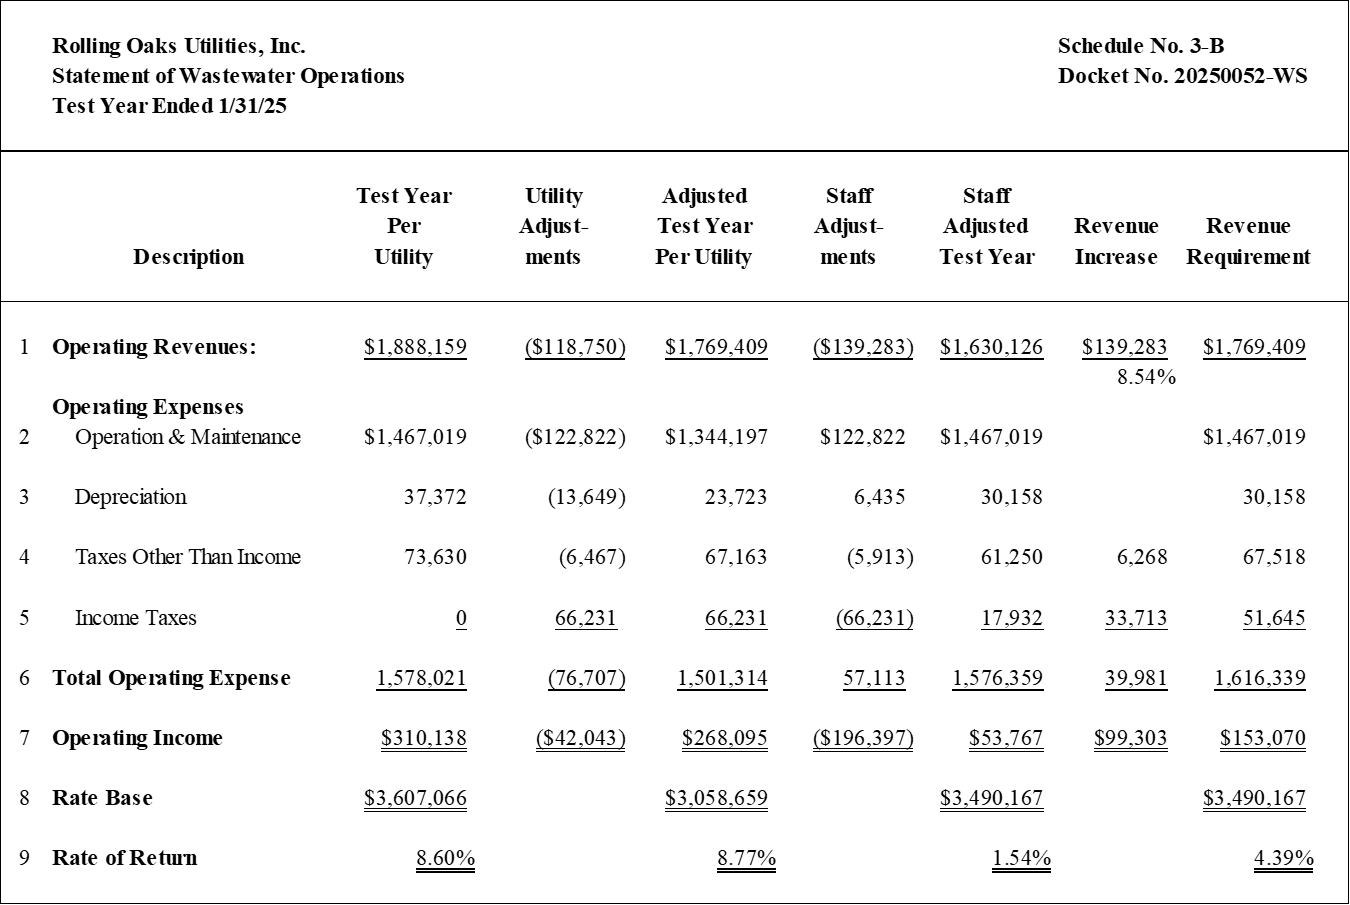 Rolling Oaks Utilities, Inc. Schedule No. 3-B
Statement of Wastewater Operations Docket No. 20250052-WS
Test Year Ended 1/31/25
Test Year Utility Adjusted Staff Staff
Per Adjust- Test Year Adjust- Adjusted Revenue Revenue
Description Utility ments Per Utility ments Test Year Increase Requirement
1 Operating Revenues: $1,888,159 ($118,750) $1,769,409 ($139,283) $1,630,126 $139,283 $1,769,409
8.54%
Operating Expenses
2 Operation & Maintenance $1,467,019 ($122,822) $1,344,197 $122,822 $1,467,019 $1,467,019
3 Depreciation 37,372 (13,649) 23,723 6,435 30,158 30,158
4 Taxes Other Than Income 73,630 (6,467) 67,163 (5,913) 61,250 6,268 67,518
5 Income Taxes 0 66,231 66,231 (66,231) 17,932 33,713 51,645
6 Total Operating Expense 1,578,021 (76,707) 1,501,314 57,113 1,576,359 39,981 1,616,339
7 Operating Income $310,138 ($42,043) $268,095 ($196,397) $53,767 $99,303 $153,070
8 Rate Base $3,607,066 $3,058,659 $3,490,167 $3,490,167
9 Rate of Return 8.60% 8.77% 1.54% 4.39%